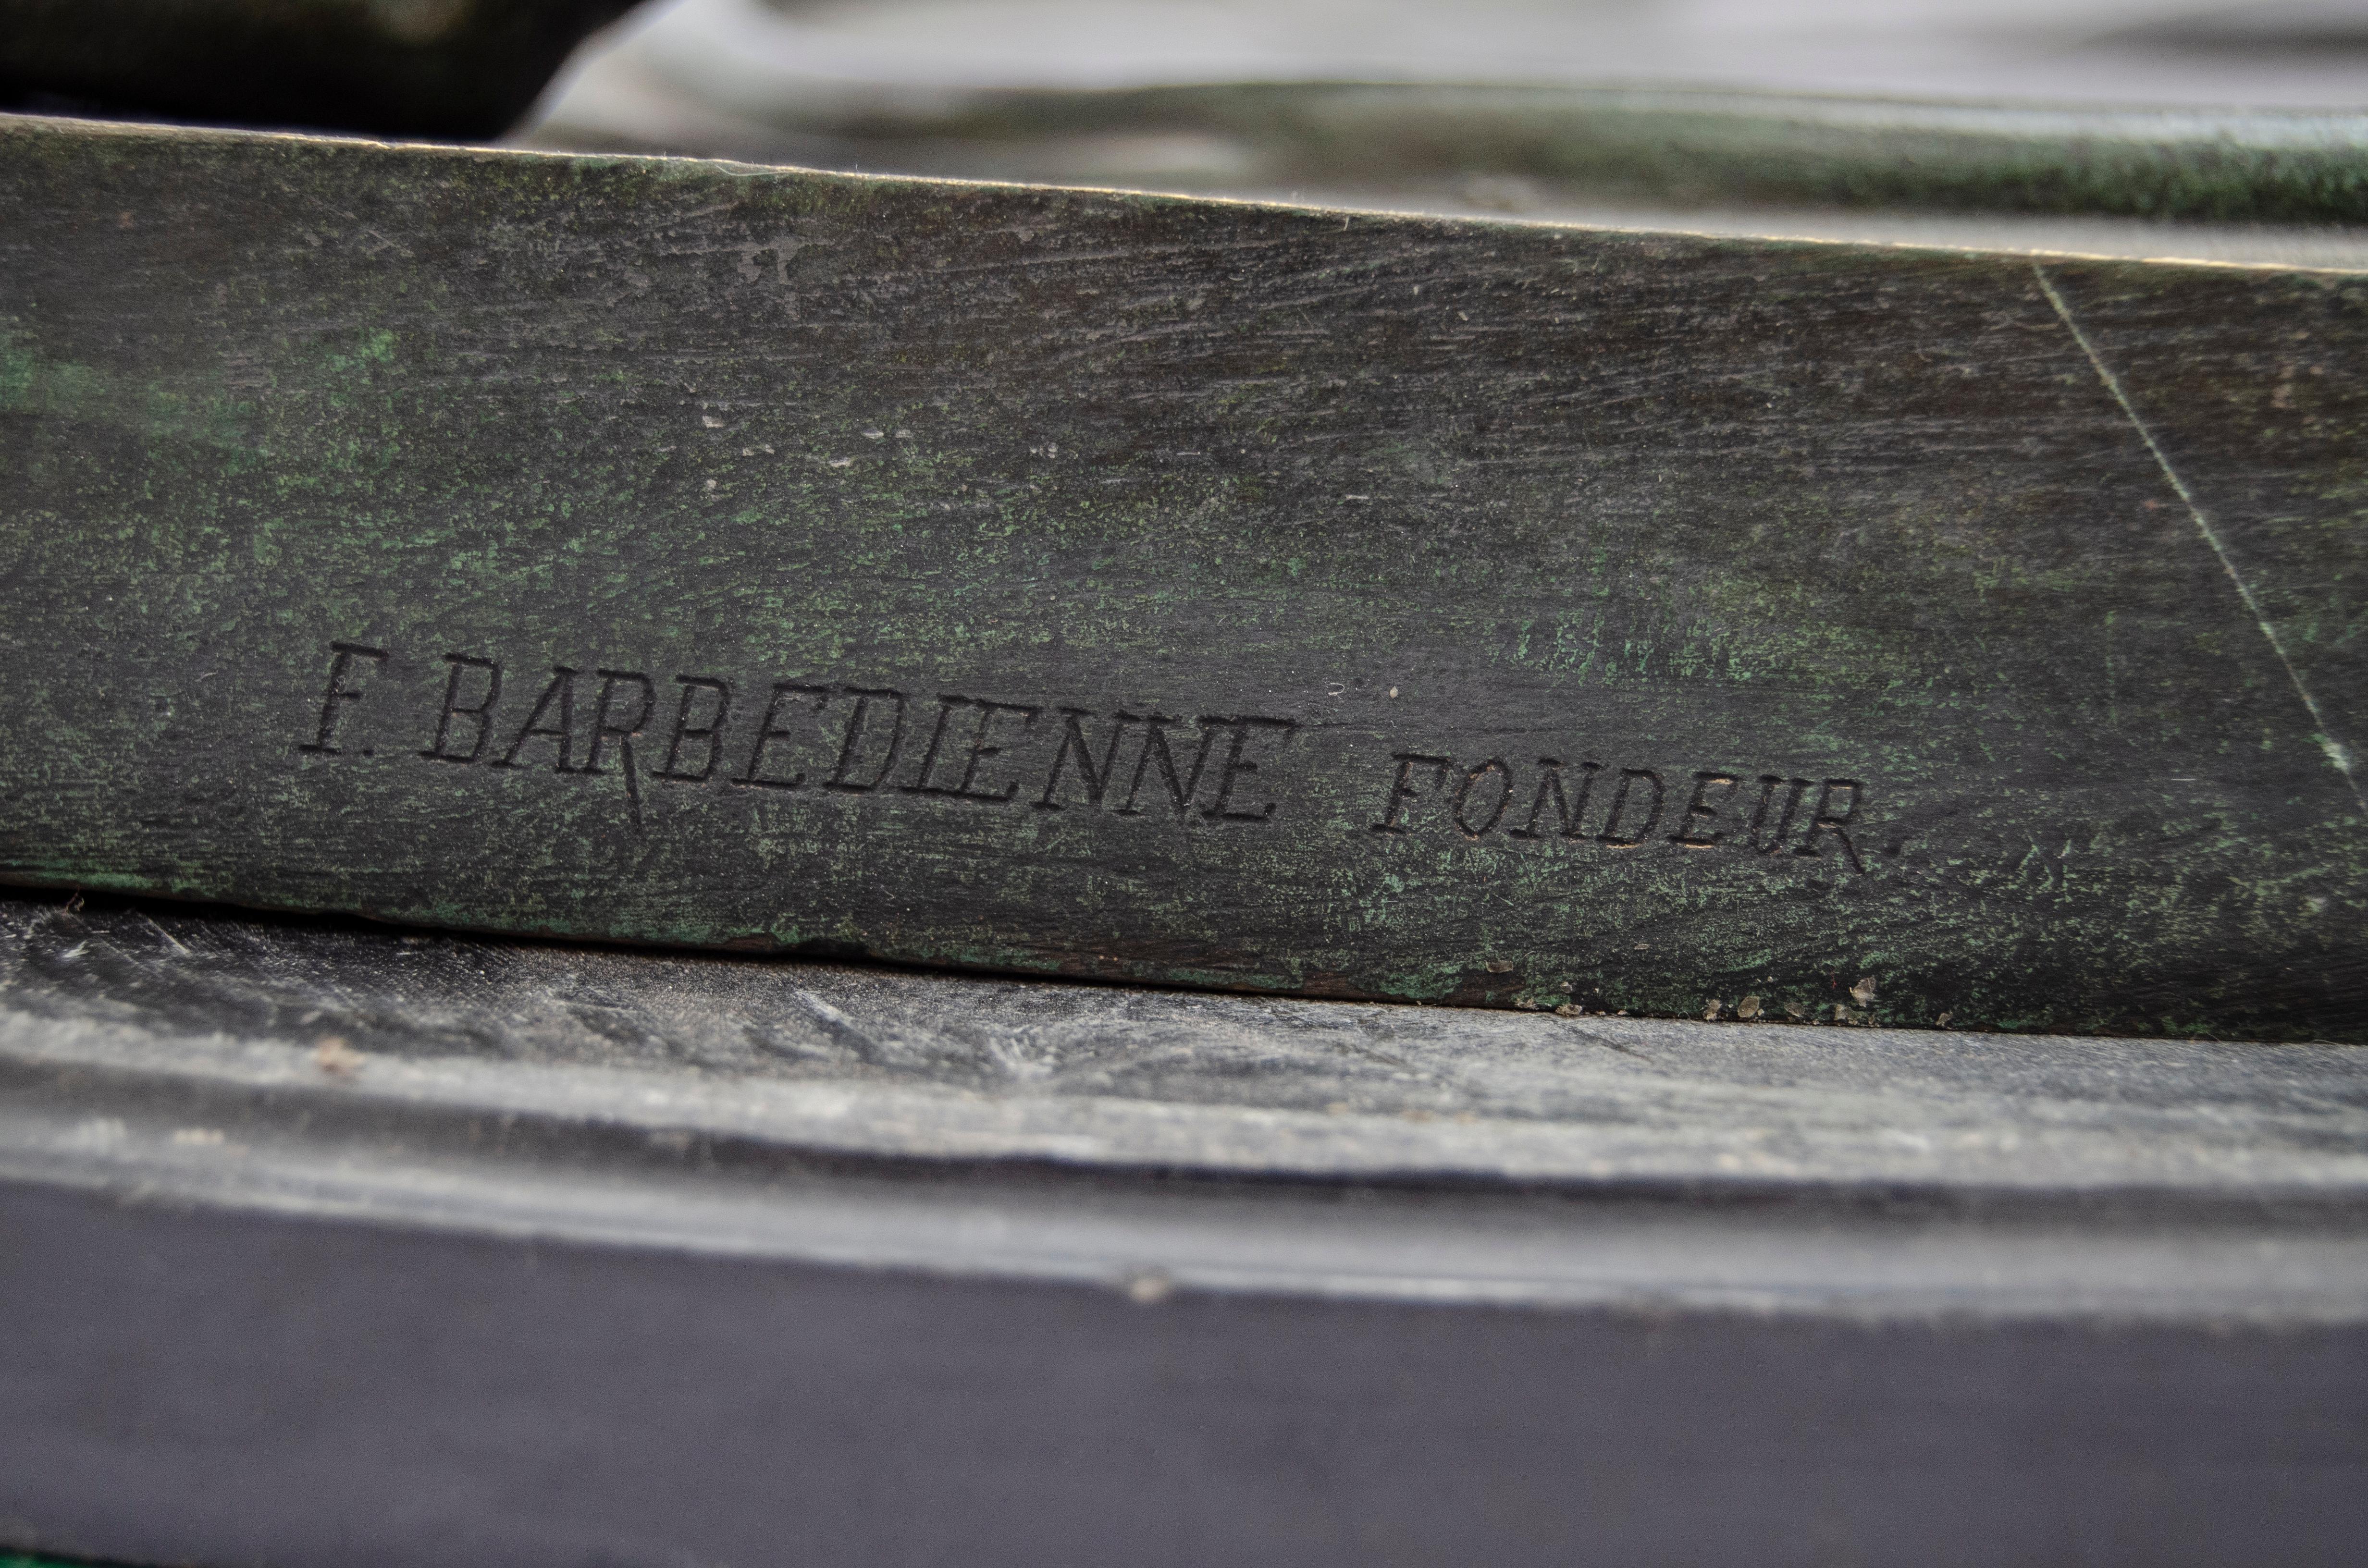 F. BARBEDIENNE FONDEUR.